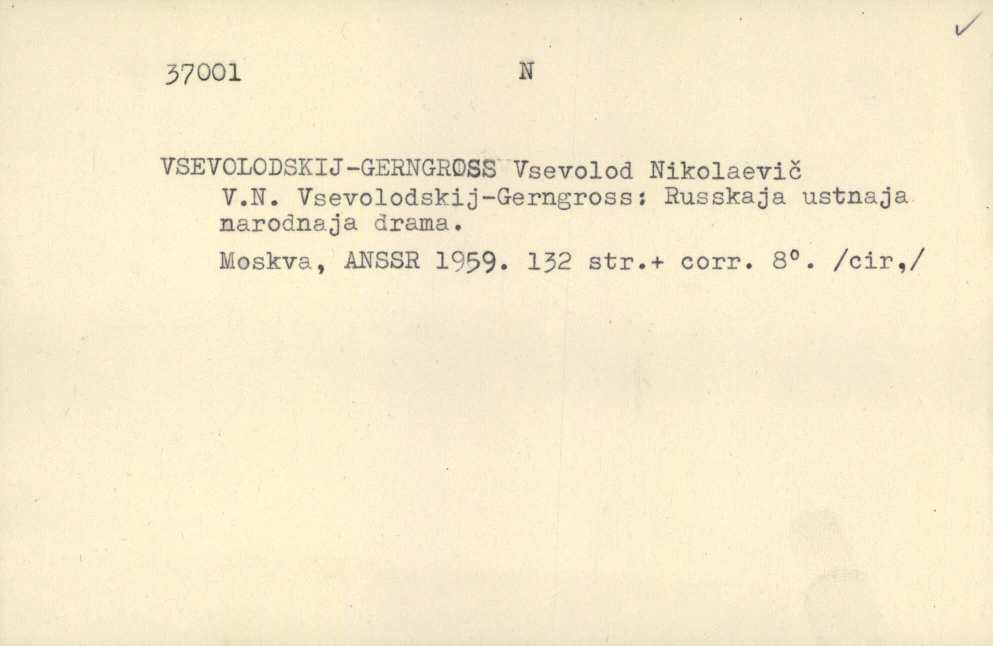 37001 N
VSEVOLODSKIJ-GERNGROSS Vsevolod Nikolaevič
V.N. Vsevolodskij-Gerngross: Russkaja ustnaja
narodnaja drama.
Moskva, ANSSR 1959. 132 str.+ corr. 8°. /cir,/